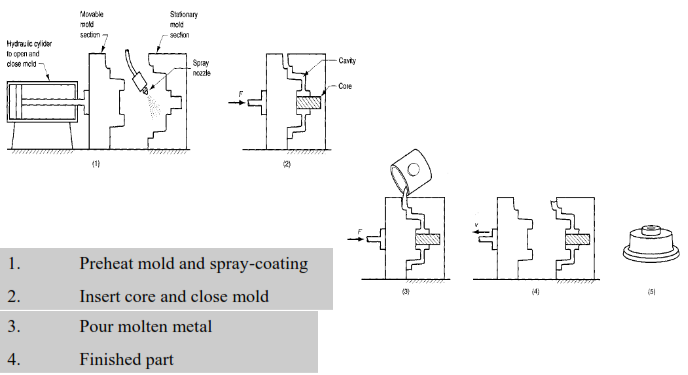 Movable
mold
section
Stationary
mold
section
Hydraulic cylider
to open and
close mold
Spray
nozzle
Cavity
Core
F
(1)
(2)
F
v
(3)
(4)
(5)
1. Preheat mold and spray-coating
2. Insert core and close mold
3. Pour molten metal
4. Finished part